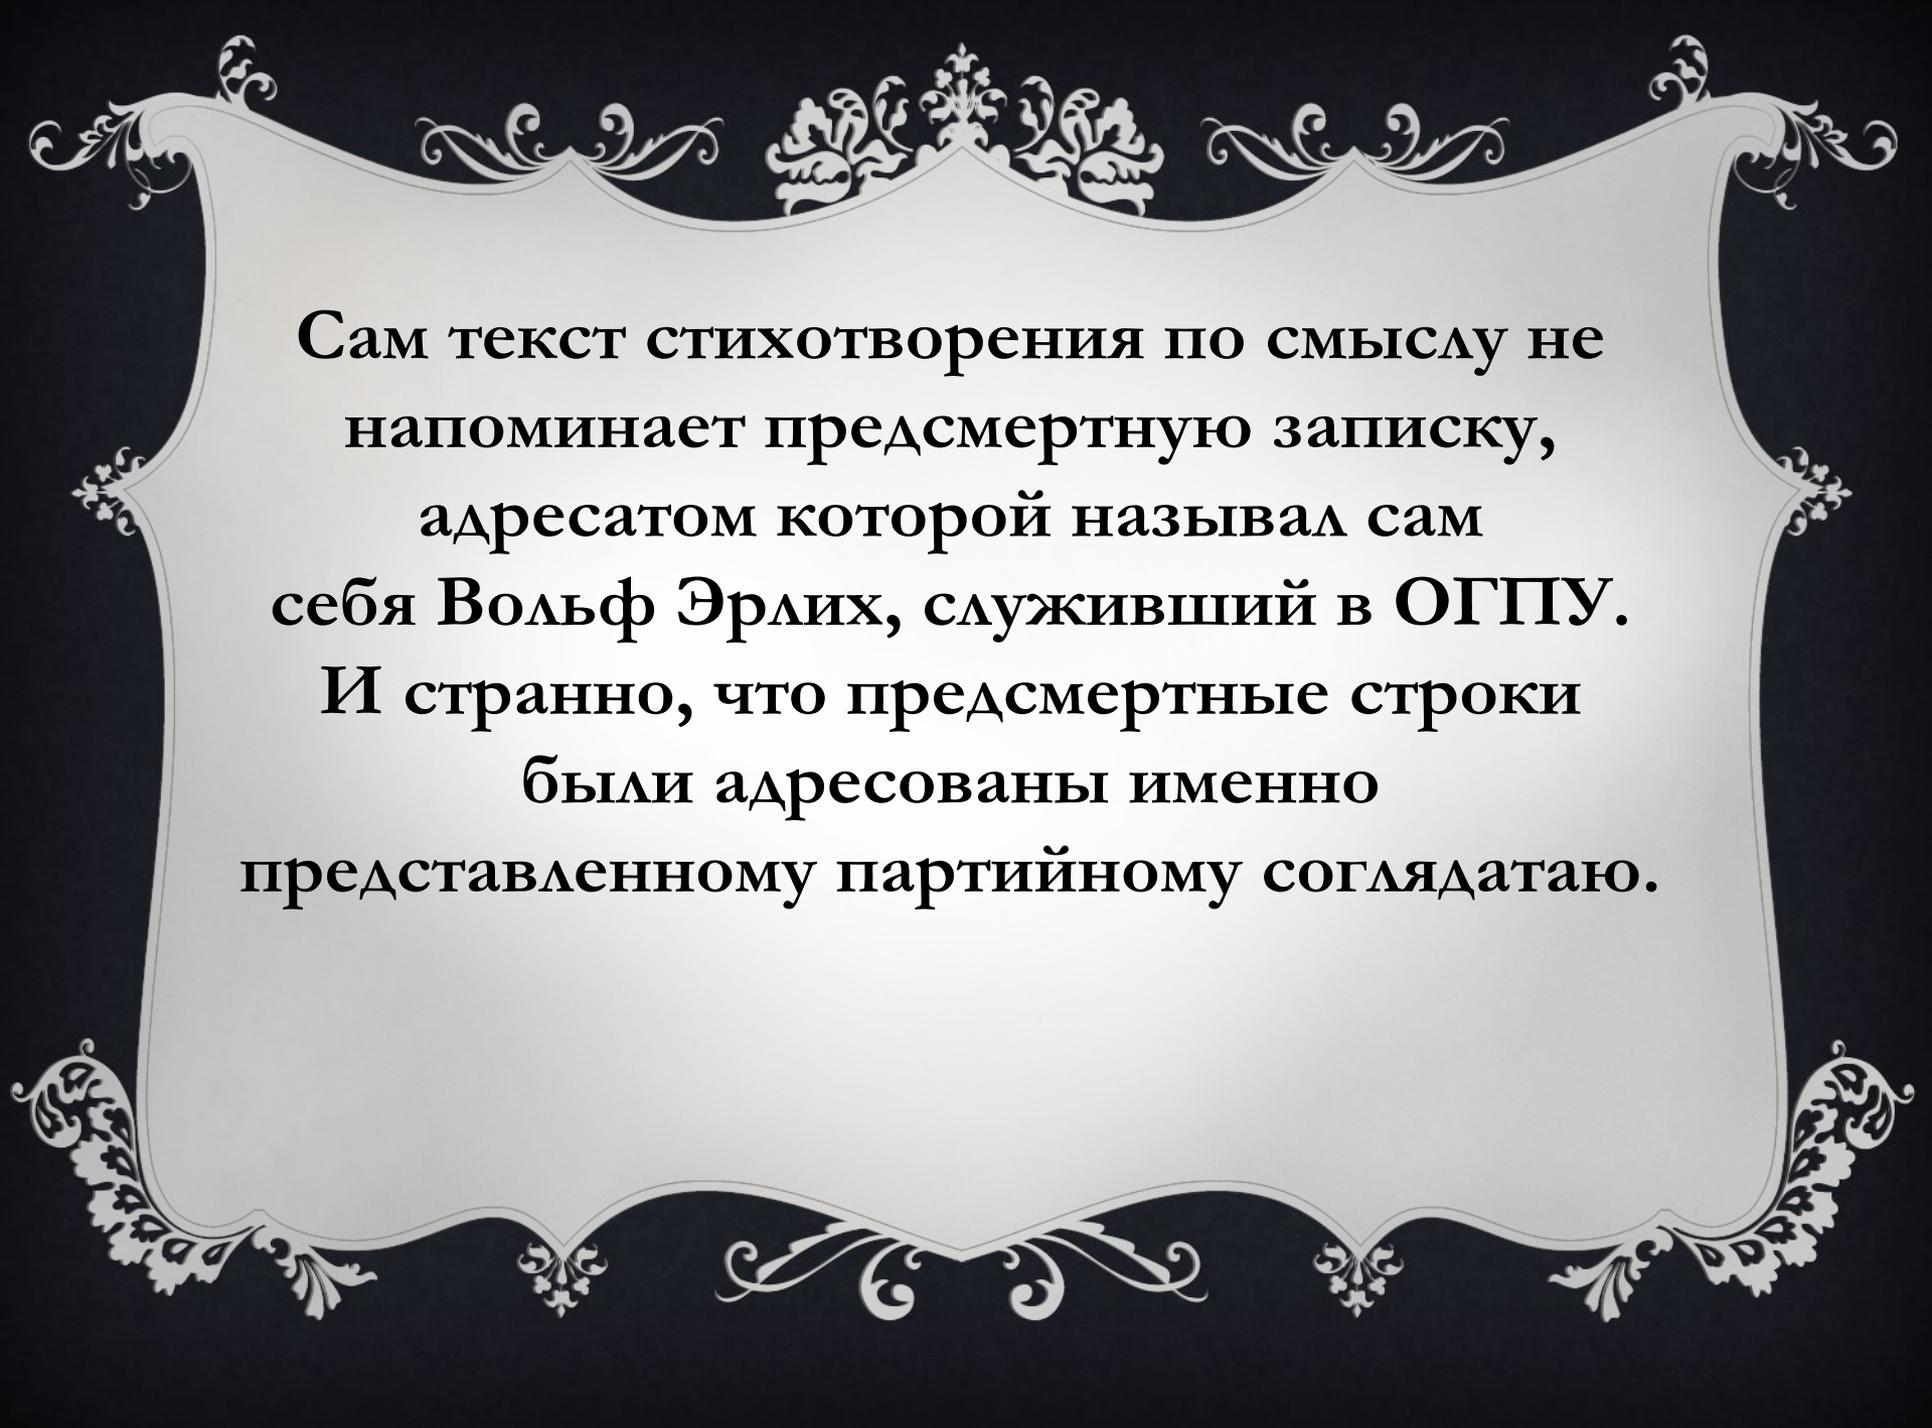 Сам текст стихотворения по смыслу не
напоминает предсмертную записку,
адресатом которой называл сам
себя Вольф Эрлих, служивший в ОГПУ.
И странно, что предсмертные строки
были адресованы именно
представленному партийному соглядатаю.